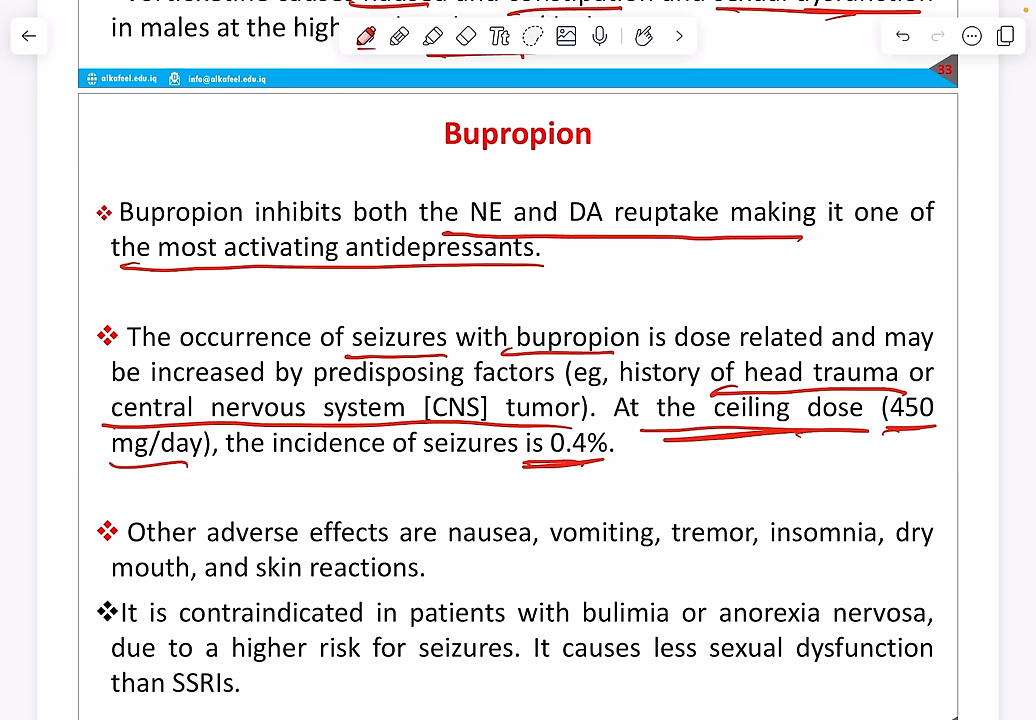 in males at the high
alkafeel.edu.iq info@alkafeel.edu.iq
33
Bupropion
Bupropion inhibits both the NE and DA reuptake making it one of
the most activating antidepressants.
The occurrence of seizures with bupropion is dose related and may
be increased by predisposing factors (eg, history of head trauma or
central nervous system [CNS] tumor). At the ceiling dose (450
mg/day), the incidence of seizures is 0.4%.
Other adverse effects are nausea, vomiting, tremor, insomnia, dry
mouth, and skin reactions.
It is contraindicated in patients with bulimia or anorexia nervosa,
due to a higher risk for seizures. It causes less sexual dysfunction
than SSRIs.